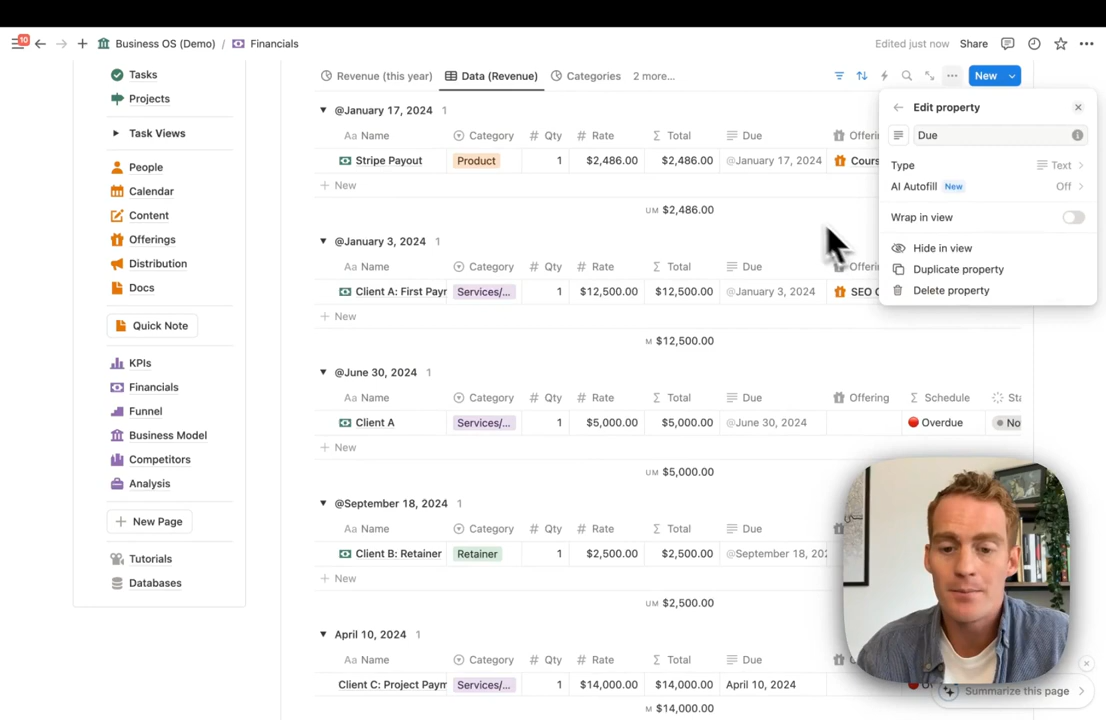 10
Business OS (Demo) / Financials
Edited just now Share
Tasks
Projects
Task Views
People
Calendar
Content
Offerings
Distribution
Docs
Quick Note
KPIs
Financials
Funnel
Business Model
Competitors
Analysis
New Page
Tutorials
Databases
Revenue (this year) Data (Revenue) Categories 2 more... New
@January 17, 2024 1
Aa Name Category # Qty # Rate Σ Total Due Offerin
Stripe Payout Product 1 $2,486.00 $2,486.00 @January 17, 2024 Cours
+ New
UM $2,486.00
@January 3, 2024 1
Aa Name Category # Qty # Rate Σ Total Due Offerin
Client A: First Payr Services/... 1 $12,500.00 $12,500.00 @January 3, 2024 SEO C
+ New
M $12,500.00
@June 30, 2024 1
Aa Name Category # Qty # Rate Σ Total Due Offering Σ Schedule Sta
Client A Services/... 1 $5,000.00 $5,000.00 @June 30, 2024 Overdue No
+ New
UM $5,000.00
@September 18, 2024 1
Aa Name Category # Qty # Rate Σ Total Due
Client B: Retainer Retainer 1 $2,500.00 $2,500.00 @September 18, 202
+ New
UM $2,500.00
April 10, 2024 1
Aa Name Category # Qty # Rate Σ Total Due
Client C: Project Paym Services/... 1 $14,000.00 $14,000.00 April 10, 2024
M $14,000.00
Edit property
Due
Type Text
AI Autofill New Off
Wrap in view
Hide in view
Duplicate property
Delete property
Summarize this page